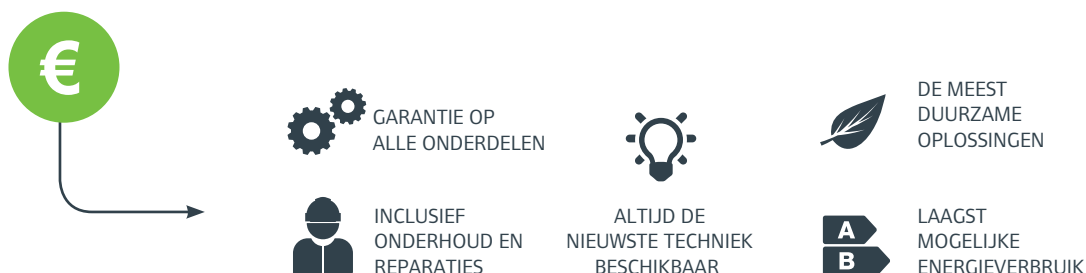 €
GARANTIE OP
ALLE ONDERDELEN
DE MEEST
DUURZAME
OPLOSSINGEN
INCLUSIEF
ONDERHOUD EN
REPARATIES
ALTIJD DE
NIEUWSTE TECHNIEK
BESCHIKBAAR
A
B
LAAGST
MOGELIJKE
ENERGIEVERBRUIK